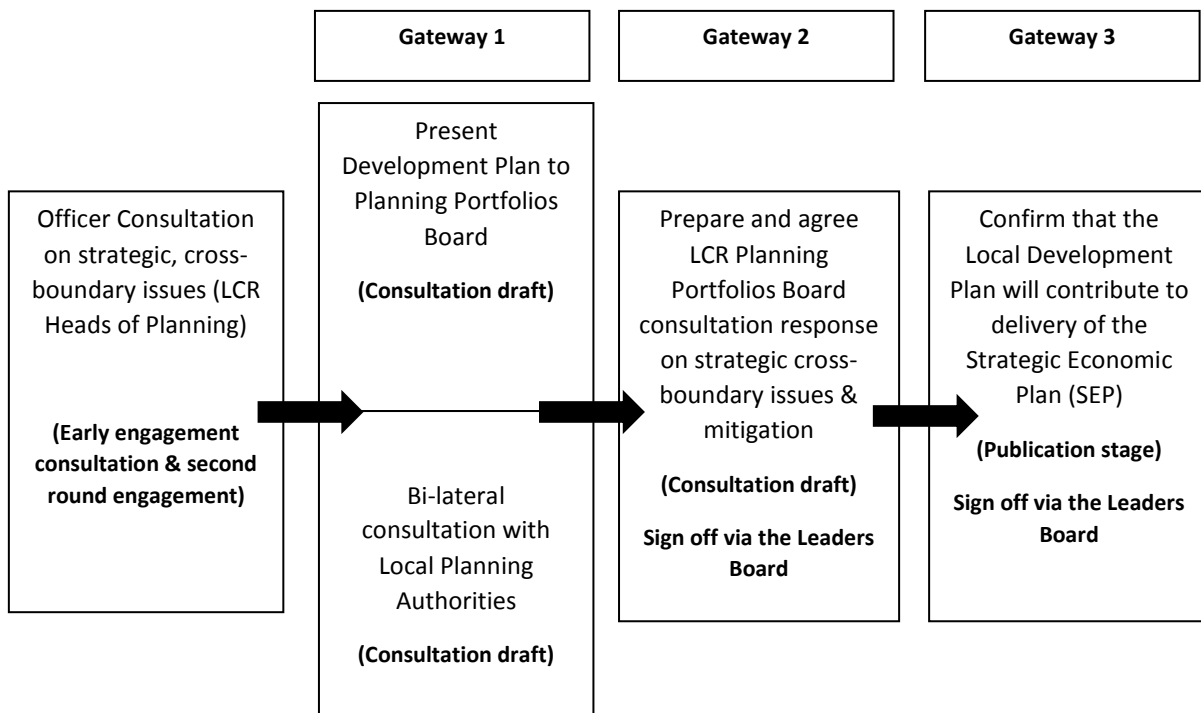 Gateway 1
Gateway 2
Gateway 3
Officer Consultation
on strategic, cross-
boundary issues (LCR
Heads of Planning)
(Early engagement
consultation & second
round engagement)
Present
Development Plan to
Planning Portfolios
Board
(Consultation draft)
Bi-lateral
consultation with
Local Planning
Authorities
(Consultation draft)
Prepare and agree
LCR Planning
Portfolios Board
consultation response
on strategic cross-
boundary issues &
mitigation
(Consultation draft)
Sign off via the Leaders
Board
Confirm that the
Local Development
Plan will contribute to
delivery of the
Strategic Economic
Plan (SEP)
(Publication stage)
Sign off via the Leaders
Board